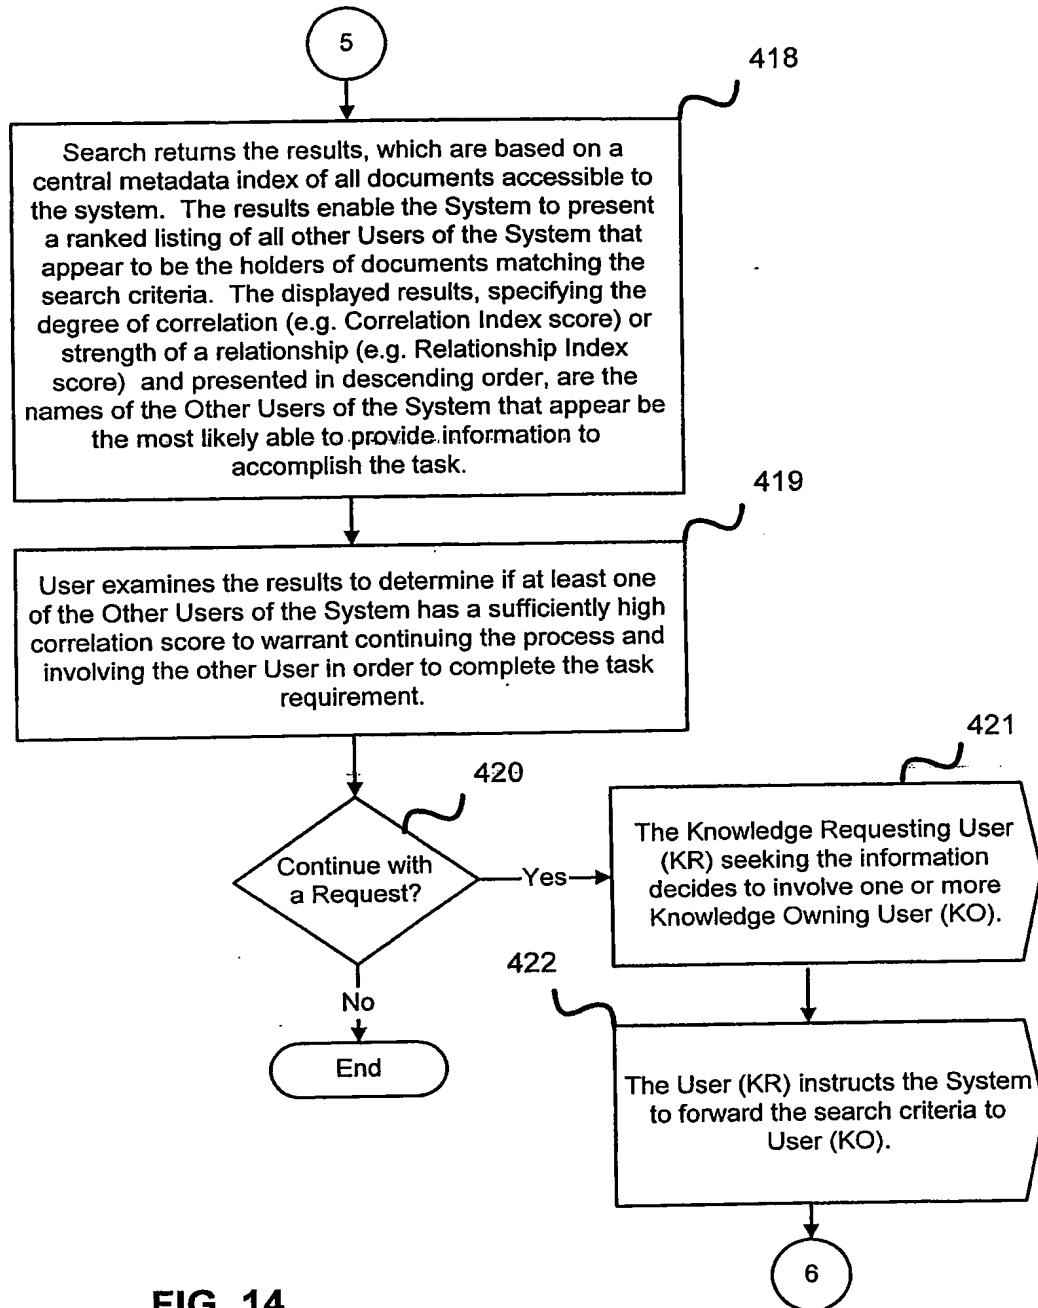 5
418
Search returns the results, which are based on a
central metadata index of all documents accessible to
the system. The results enable the System to present
a ranked listing of all other Users of the System that
appear to be the holders of documents matching the
search criteria. The displayed results, specifying the
degree of correlation (e.g. Correlation Index score) or
strength of a relationship (e.g. Relationship Index
score) and presented in descending order, are the
names of the Other Users of the System that appear be
the most likely able to provide information to
accomplish the task.
419
User examines the results to determine if at least one
of the Other Users of the System has a sufficiently high
correlation score to warrant continuing the process and
involving the other User in order to complete the task
requirement.
420
Continue with
a Request?
Yes
No
End
421
The Knowledge Requesting User
(KR) seeking the information
decides to involve one or more
Knowledge Owning User (KO).
422
The User (KR) instructs the System
to forward the search criteria to
User (KO).
6
FIG. 14